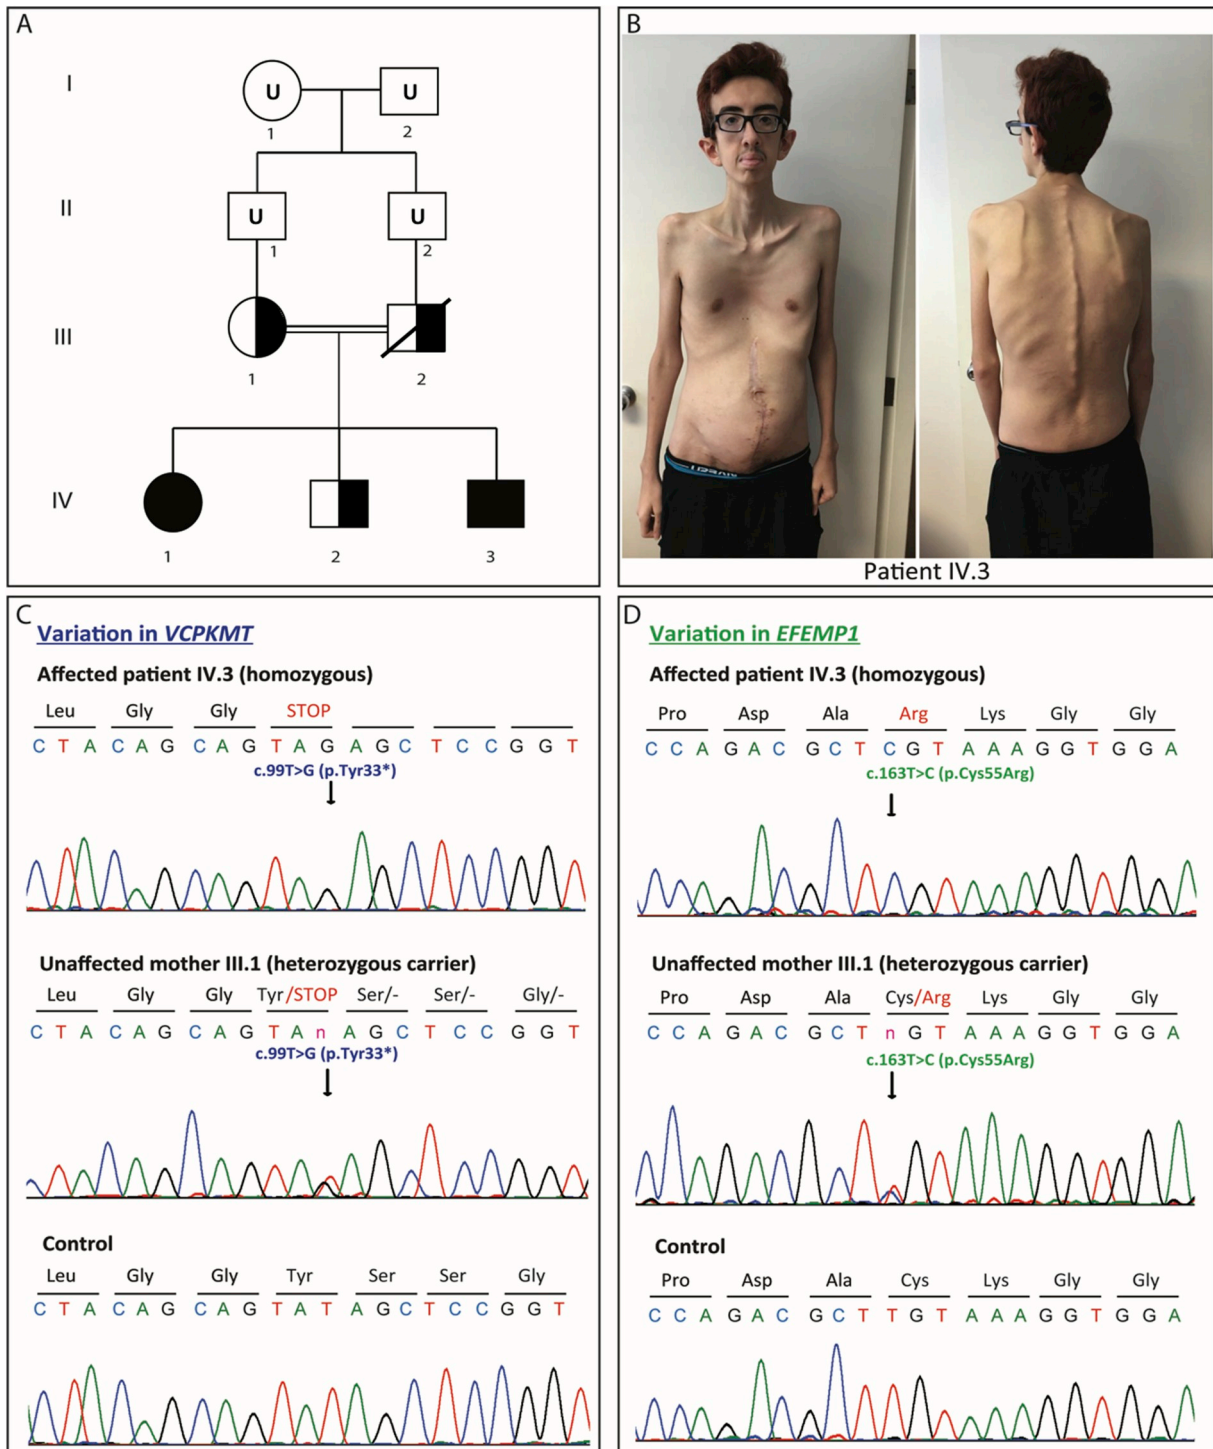 A
I
U
U
1
2
II
U
U
1
2
III
1
2
IV
1
2
3
B
Patient IV.3
C
Variation in VCPKMT
Affected patient IV.3 (homozygous)
Leu Gly Gly STOP
C T A C A G C A G T A G A G C T C C G G T
c.99T>G (p.Tyr33*)
Unaffected mother III.1 (heterozygous carrier)
Leu Gly Gly Tyr/STOP Ser/- Ser/- Gly/-
C T A C A G C A G T A n A G C T C C G G T
c.99T>G (p.Tyr33*)
Control
Leu Gly Gly Tyr Ser Ser Gly
C T A C A G C A G T A T A G C T C C G G T
D
Variation in EFEMP1
Affected patient IV.3 (homozygous)
Pro Asp Ala Arg Lys Gly Gly
C C A G A C G C T C G T A A A G G T G G A
c.163T>C (p.Cys55Arg)
Unaffected mother III.1 (heterozygous carrier)
Pro Asp Ala Cys/Arg Lys Gly Gly
C C A G A C G C T n G T A A A G G T G G A
c.163T>C (p.Cys55Arg)
Control
Pro Asp Ala Cys Lys Gly Gly
C C A G A C G C T T G T A A A G G T G G A